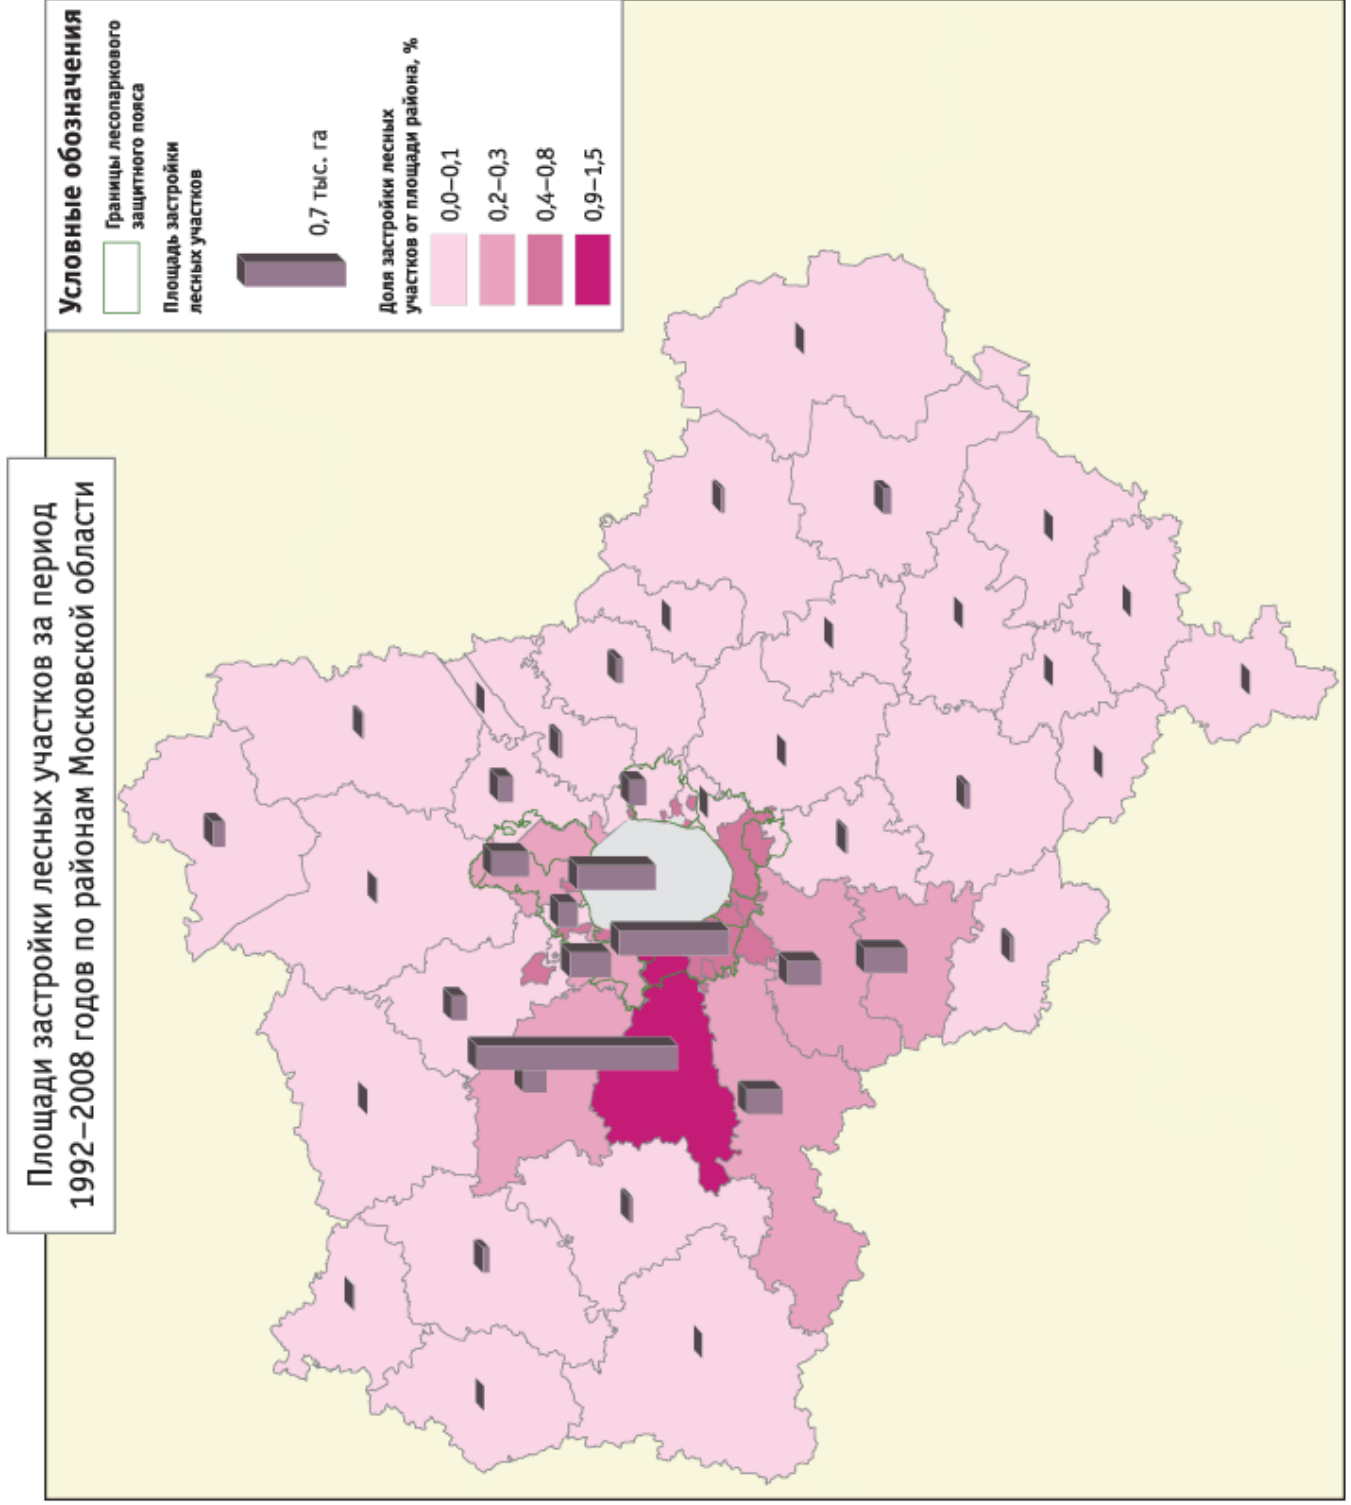 Площади застройки лесных участков за период
1992–2008 годов по районам Московской области
Условные обозначения
Границы лесопаркового
защитного пояса
Площадь застройки
лесных участков
0,7 тыс. га
Доля застройки лесных
участков от площади района, %
0,0–0,1
0,2–0,3
0,4–0,8
0,9–1,5